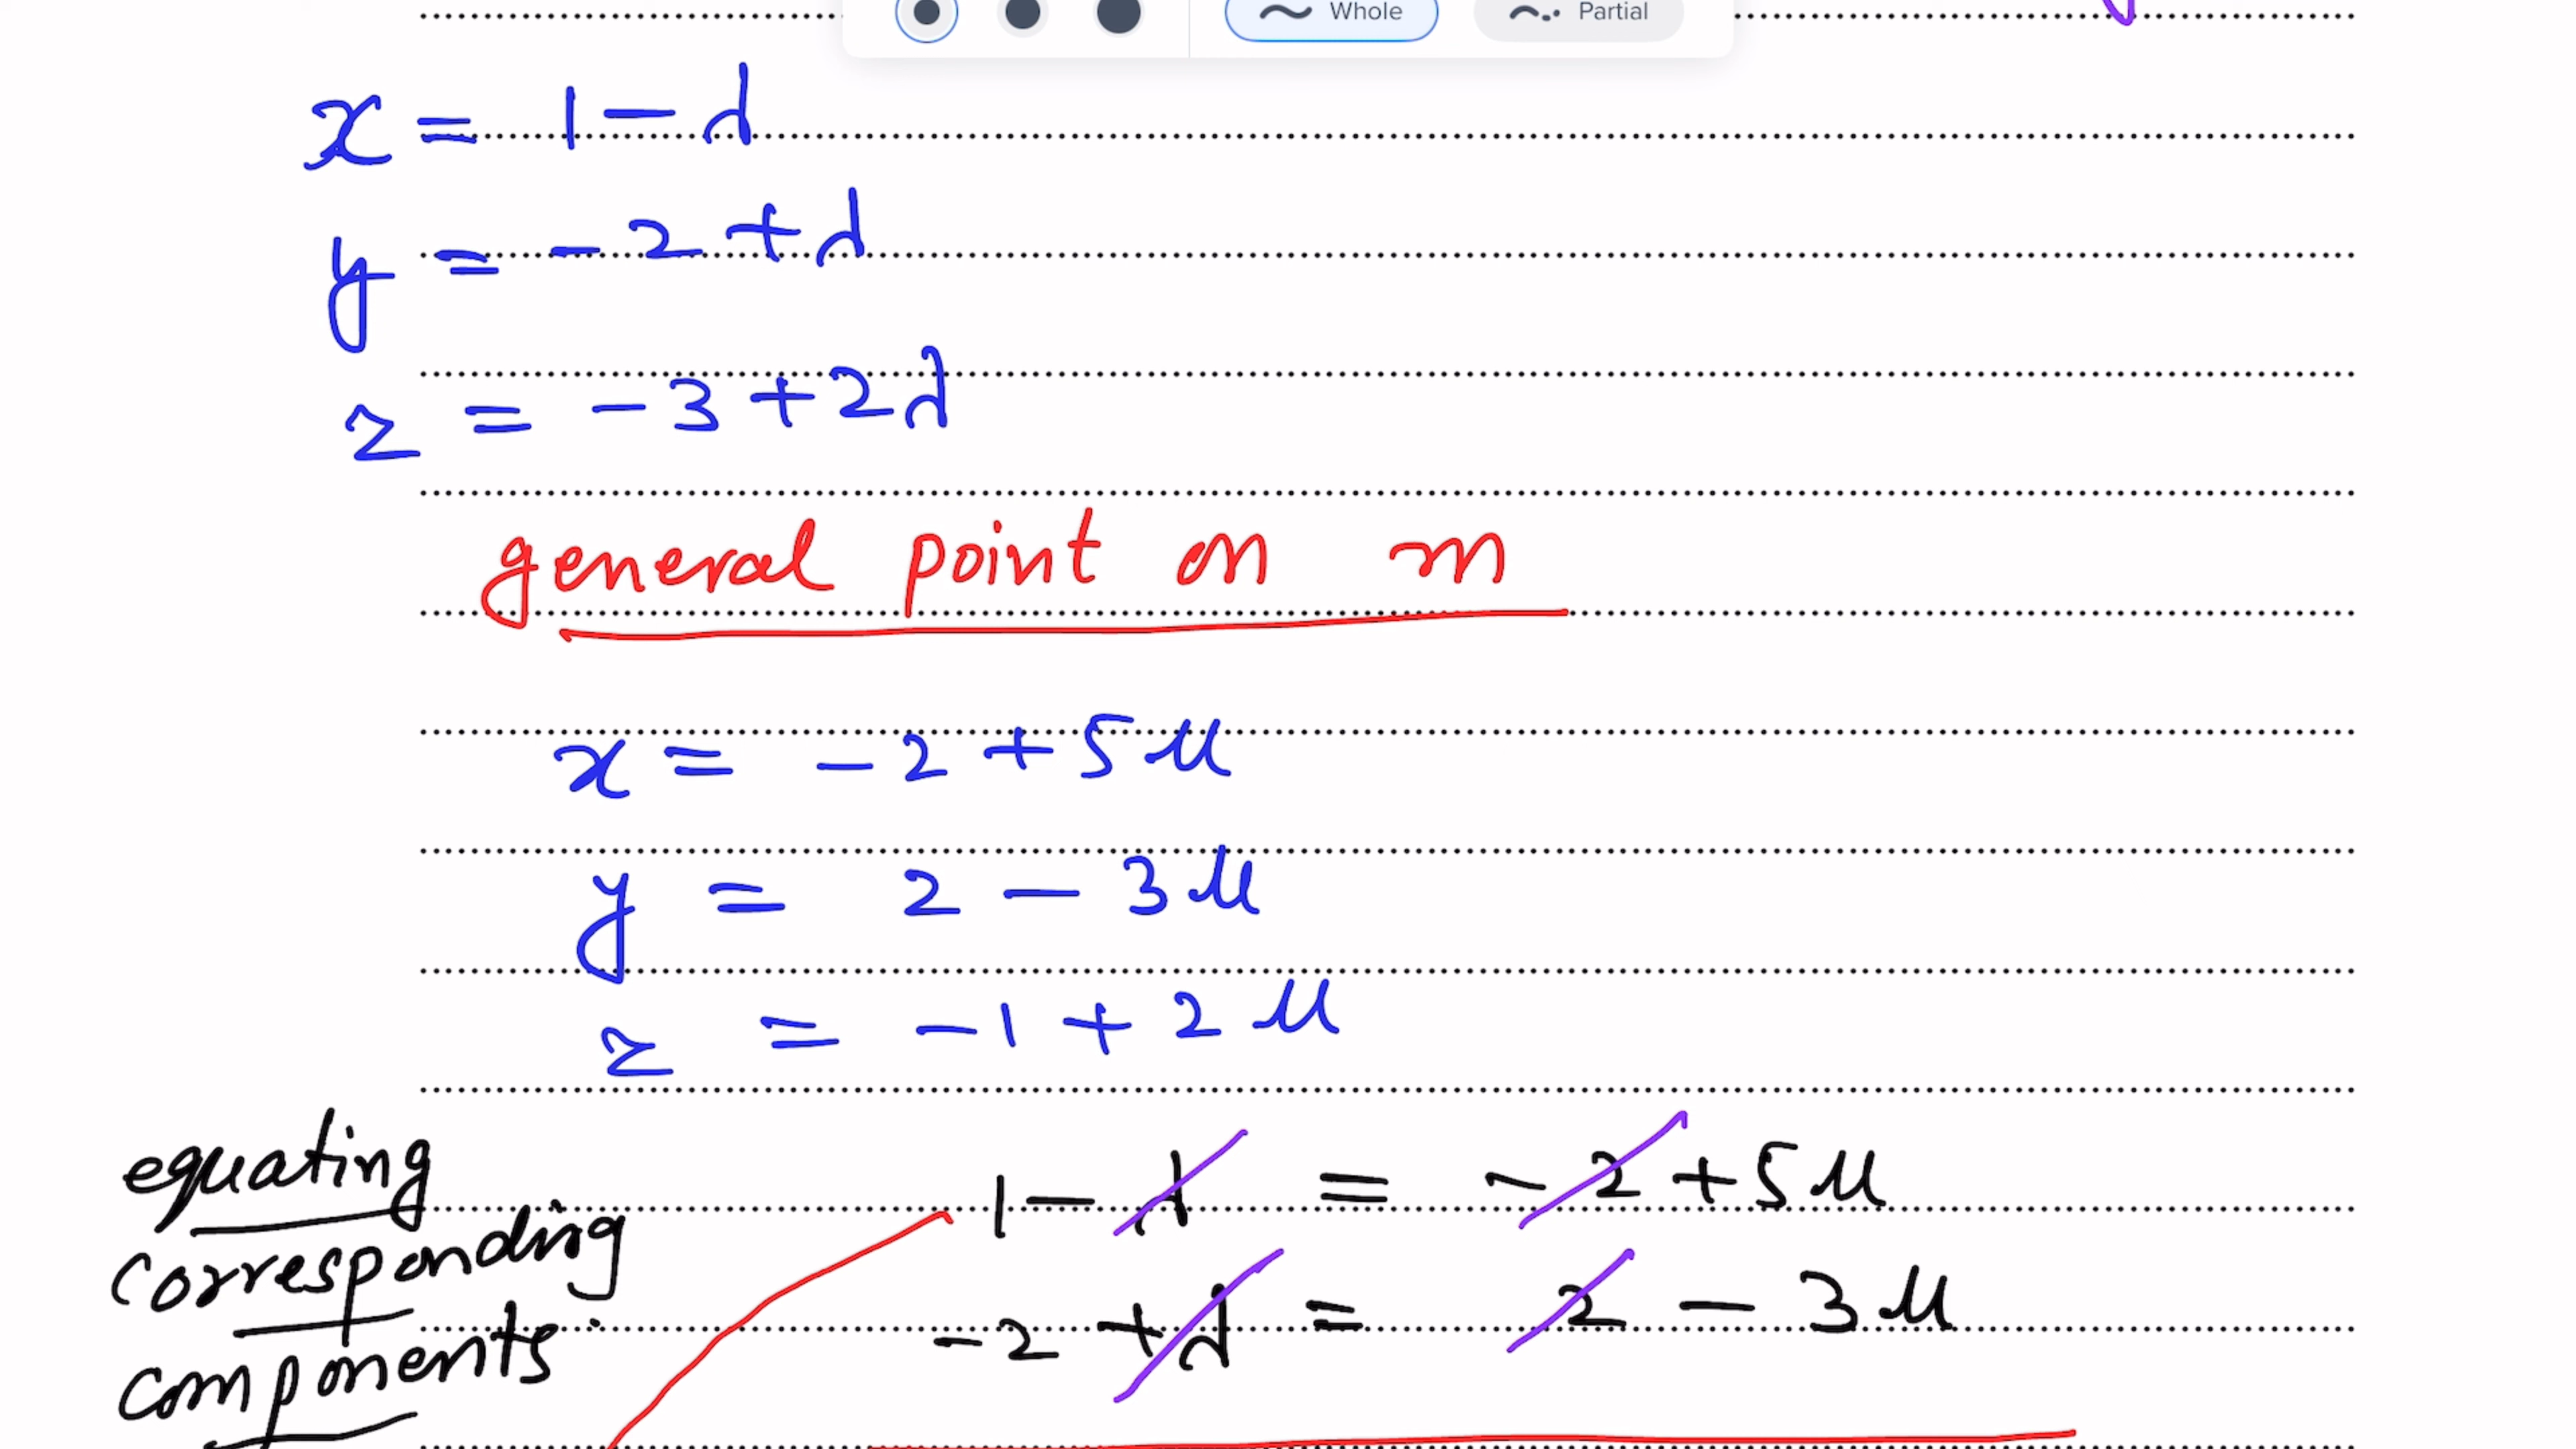 Whole Partial
x = 1 - λ
y = -2 + λ
z = -3 + 2λ
general point on m
x = -2 + 5μ
y = 2 - 3μ
z = -1 + 2μ
equating
corresponding
components.
1 - λ = -2 + 5μ
-2 + λ = 2 - 3μ